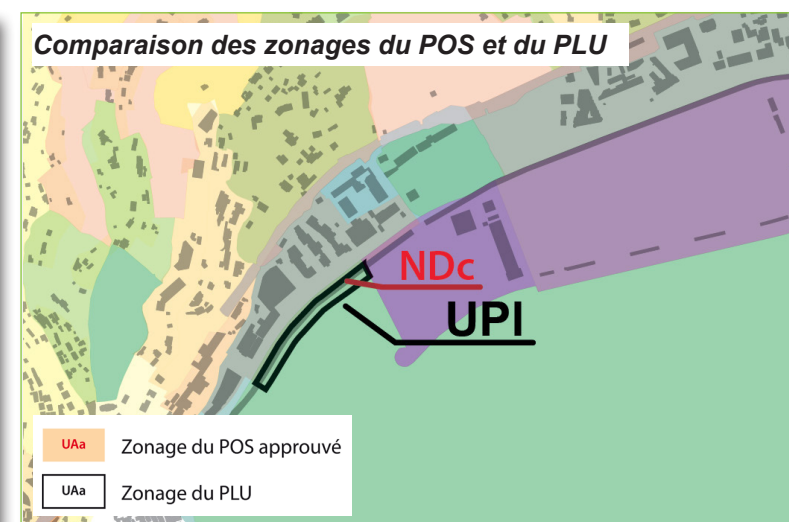 Comparaison des zonages du POS et du PLU
NDc
UPI
UAa Zonage du POS approuvé
UAa Zonage du PLU